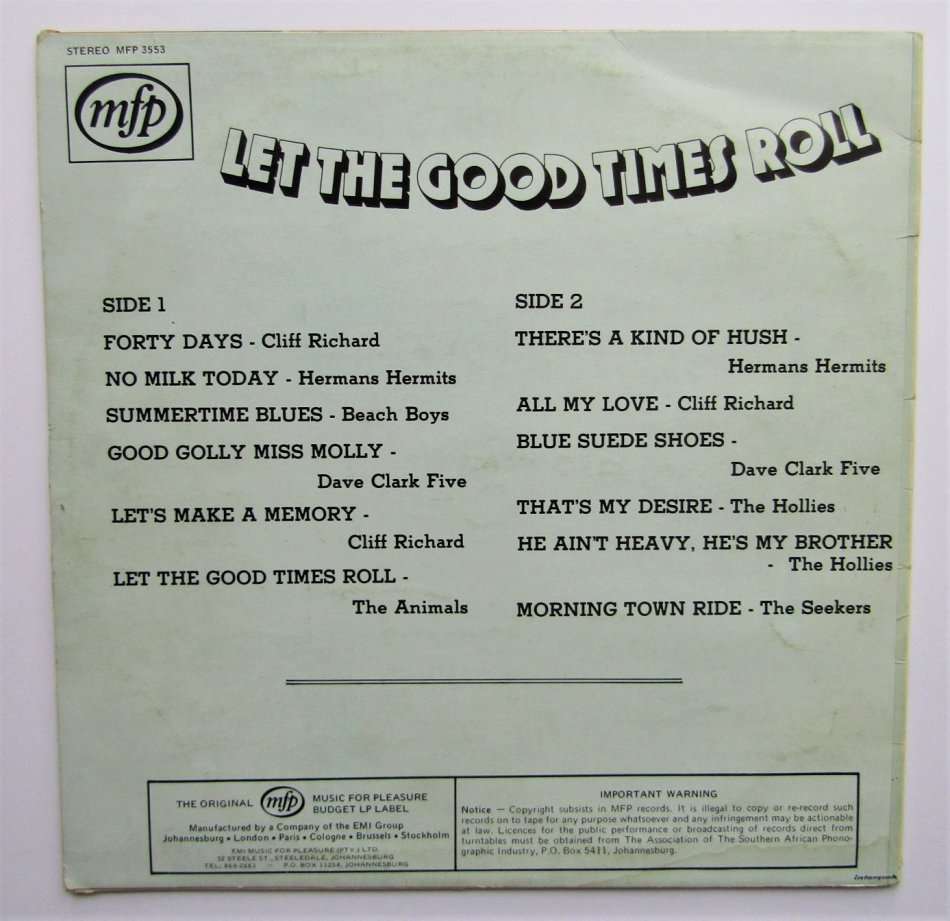 STEREO MFP 3553
mfp
LET THE GOOD TIMES ROLL
SIDE 1
FORTY DAYS - Cliff Richard
NO MILK TODAY - Hermans Hermits
SUMMERTIME BLUES - Beach Boys
GOOD GOLLY MISS MOLLY -
Dave Clark Five
LET'S MAKE A MEMORY -
Cliff Richard
LET THE GOOD TIMES ROLL -
The Animals
SIDE 2
THERE'S A KIND OF HUSH -
Hermans Hermits
ALL MY LOVE - Cliff Richard
BLUE SUEDE SHOES -
Dave Clark Five
THAT'S MY DESIRE - The Hollies
HE AIN'T HEAVY, HE'S MY BROTHER
- The Hollies
MORNING TOWN RIDE - The Seekers
THE ORIGINAL mfp MUSIC FOR PLEASURE
BUDGET LP LABEL
Manufactured by a Company of the EMI Group
Johannesburg • London • Paris • Cologne • Brussels • Stockholm
EMI MUSIC FOR PLEASURE (PTY.) LTD.
STEELE ST., STEELEDALE, JOHANNESBURG
TEL: — P.O. BOX 11254, JOHANNESBURG
IMPORTANT WARNING
Notice — Copyright subsists in MFP records. It is illegal to copy or re-record such
records on to tape for any purpose whatsoever and any infringement may be actionable
at law. Licences for the public performance or broadcasting of records direct from
turntables must be obtained from The Association of The Southern African Phono-
graphic Industry, P.O. Box 5411, Johannesburg.